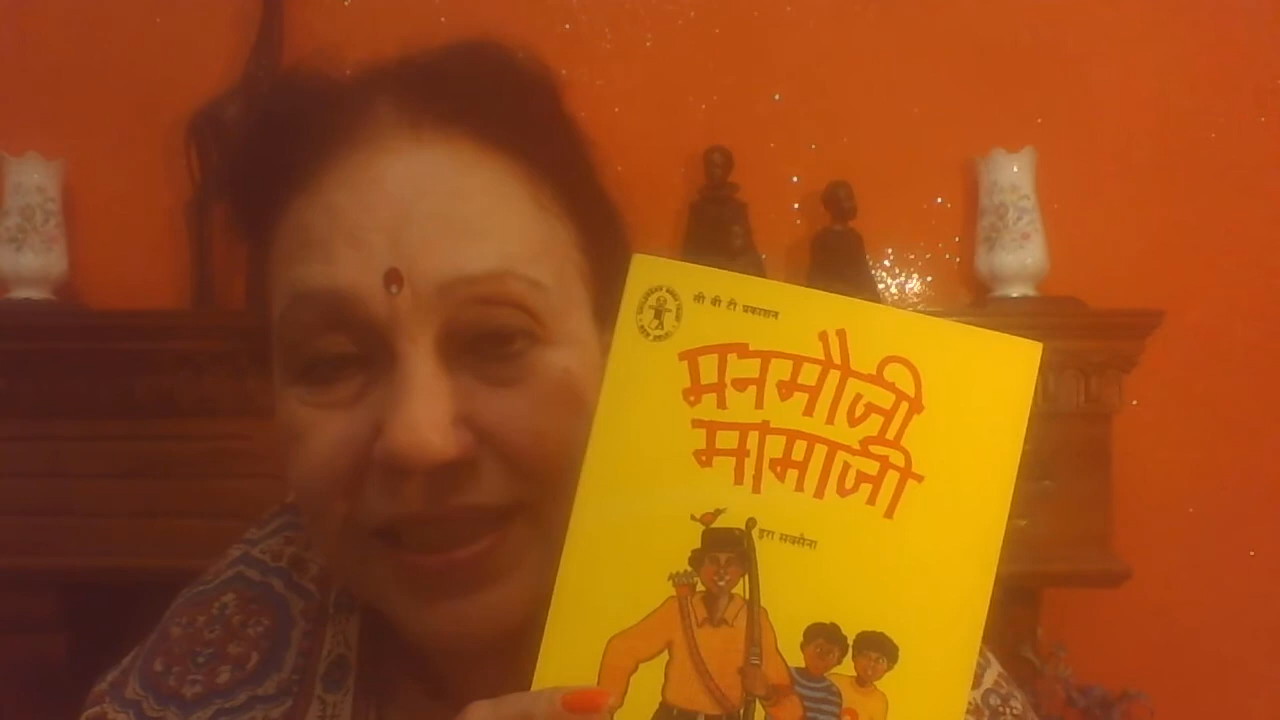 सी बी टी प्रकाशन
मनमौजी
मामाजी
इरा सक्सेना